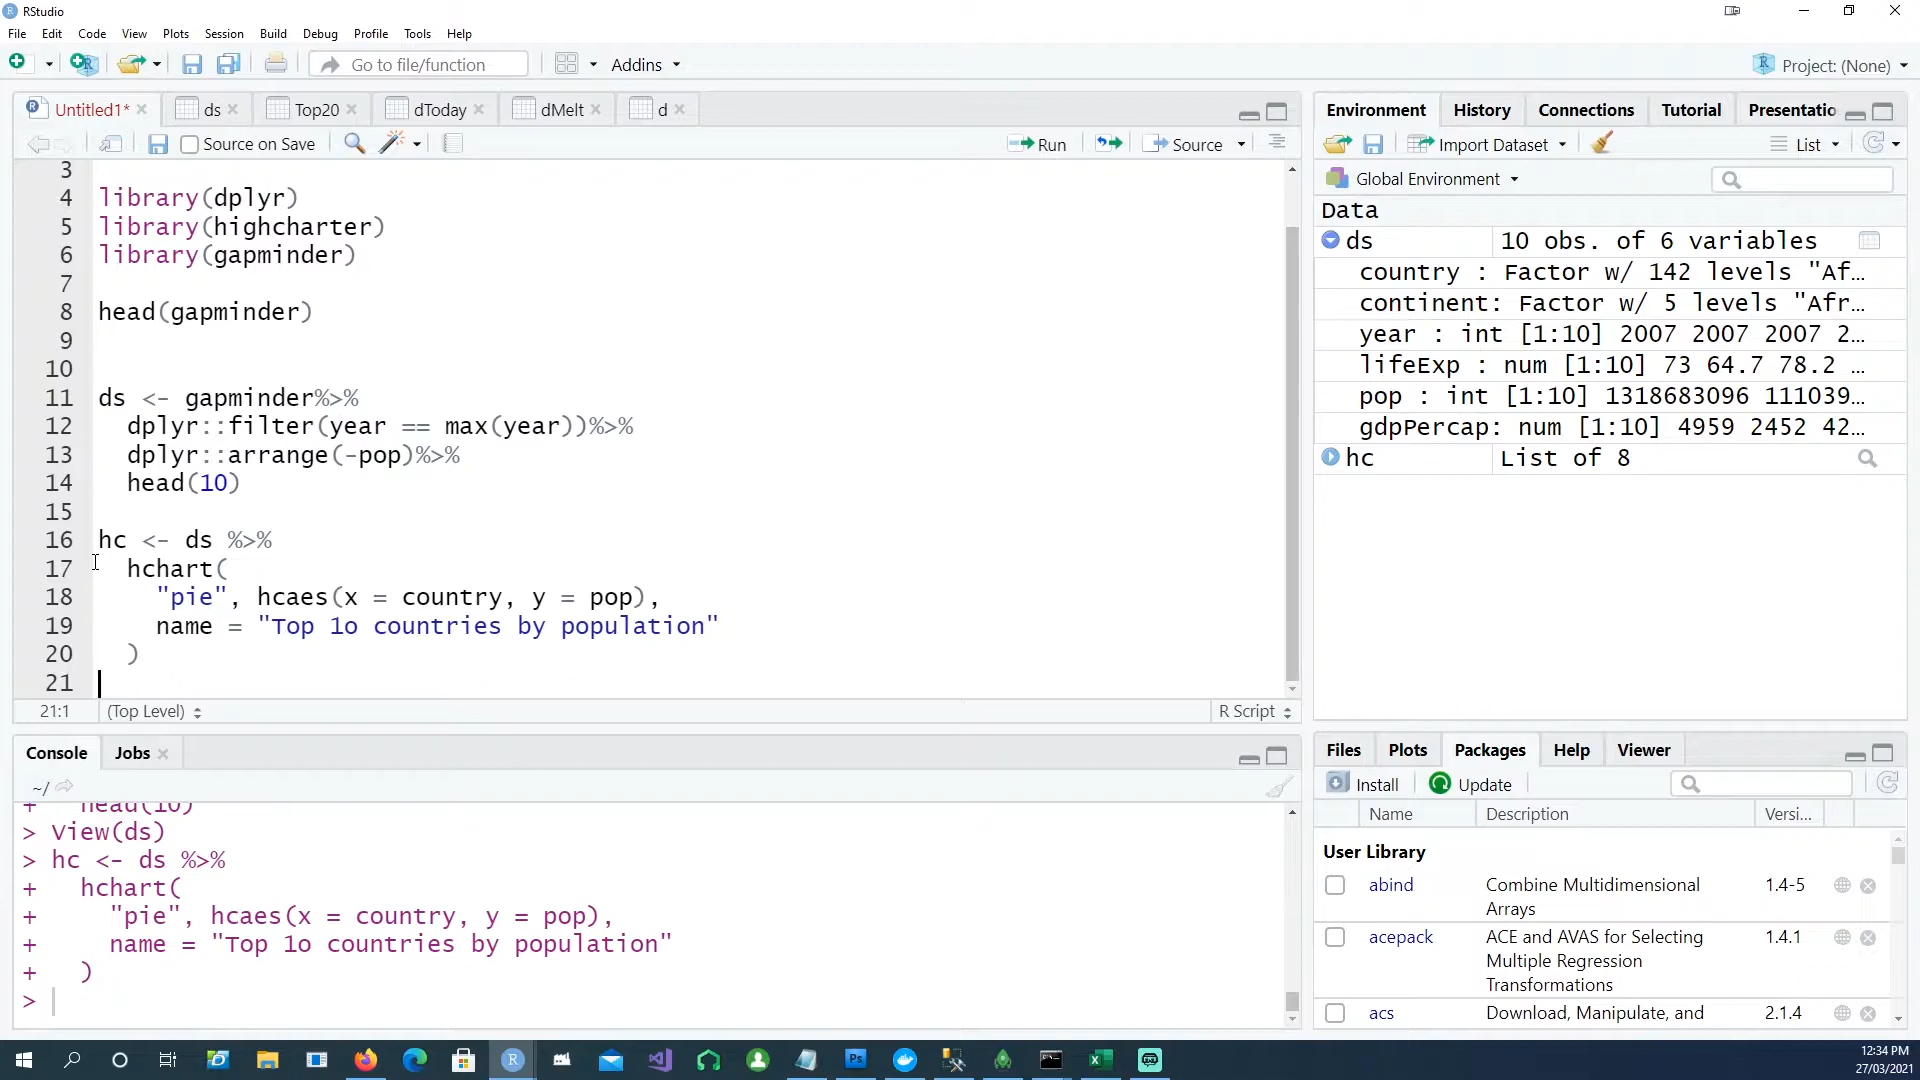 RStudio
File Edit Code View Plots Session Build Debug Profile Tools Help
Go to file/function Addins Project: (None)
Untitled1* ds Top20 dToday dMelt d
Source on Save Run Source
3
4 library(dplyr)
5 library(highcharter)
6 library(gapminder)
7
8 head(gapminder)
9
10
11 ds <- gapminder%>%
12 dplyr::filter(year == max(year))%>%
13 dplyr::arrange(-pop)%>%
14 head(10)
15
16 hc <- ds %>%
17 hchart(
18 "pie", hcaes(x = country, y = pop),
19 name = "Top 1o countries by population"
20 )
21
21:1 (Top Level) R Script
Console Jobs
~/
+ head(10)
> View(ds)
> hc <- ds %>%
+ hchart(
+ "pie", hcaes(x = country, y = pop),
+ name = "Top 1o countries by population"
+ )
>
Environment History Connections Tutorial Presentatio
Import Dataset List
Global Environment
Data
ds 10 obs. of 6 variables
country : Factor w/ 142 levels "Af…
continent: Factor w/ 5 levels "Afr…
year : int [1:10] 2007 2007 2007 2…
lifeExp : num [1:10] 73 64.7 78.2 …
pop : int [1:10] 1318683096 111039…
gdpPercap: num [1:10] 4959 2452 42…
hc List of 8
Files Plots Packages Help Viewer
Install Update
Name Description Versi...
User Library
abind Combine Multidimensional Arrays 1.4-5
acepack ACE and AVAS for Selecting Multiple Regression Transformations 1.4.1
acs Download, Manipulate, and 2.1.4
12:34 PM
27/03/2021